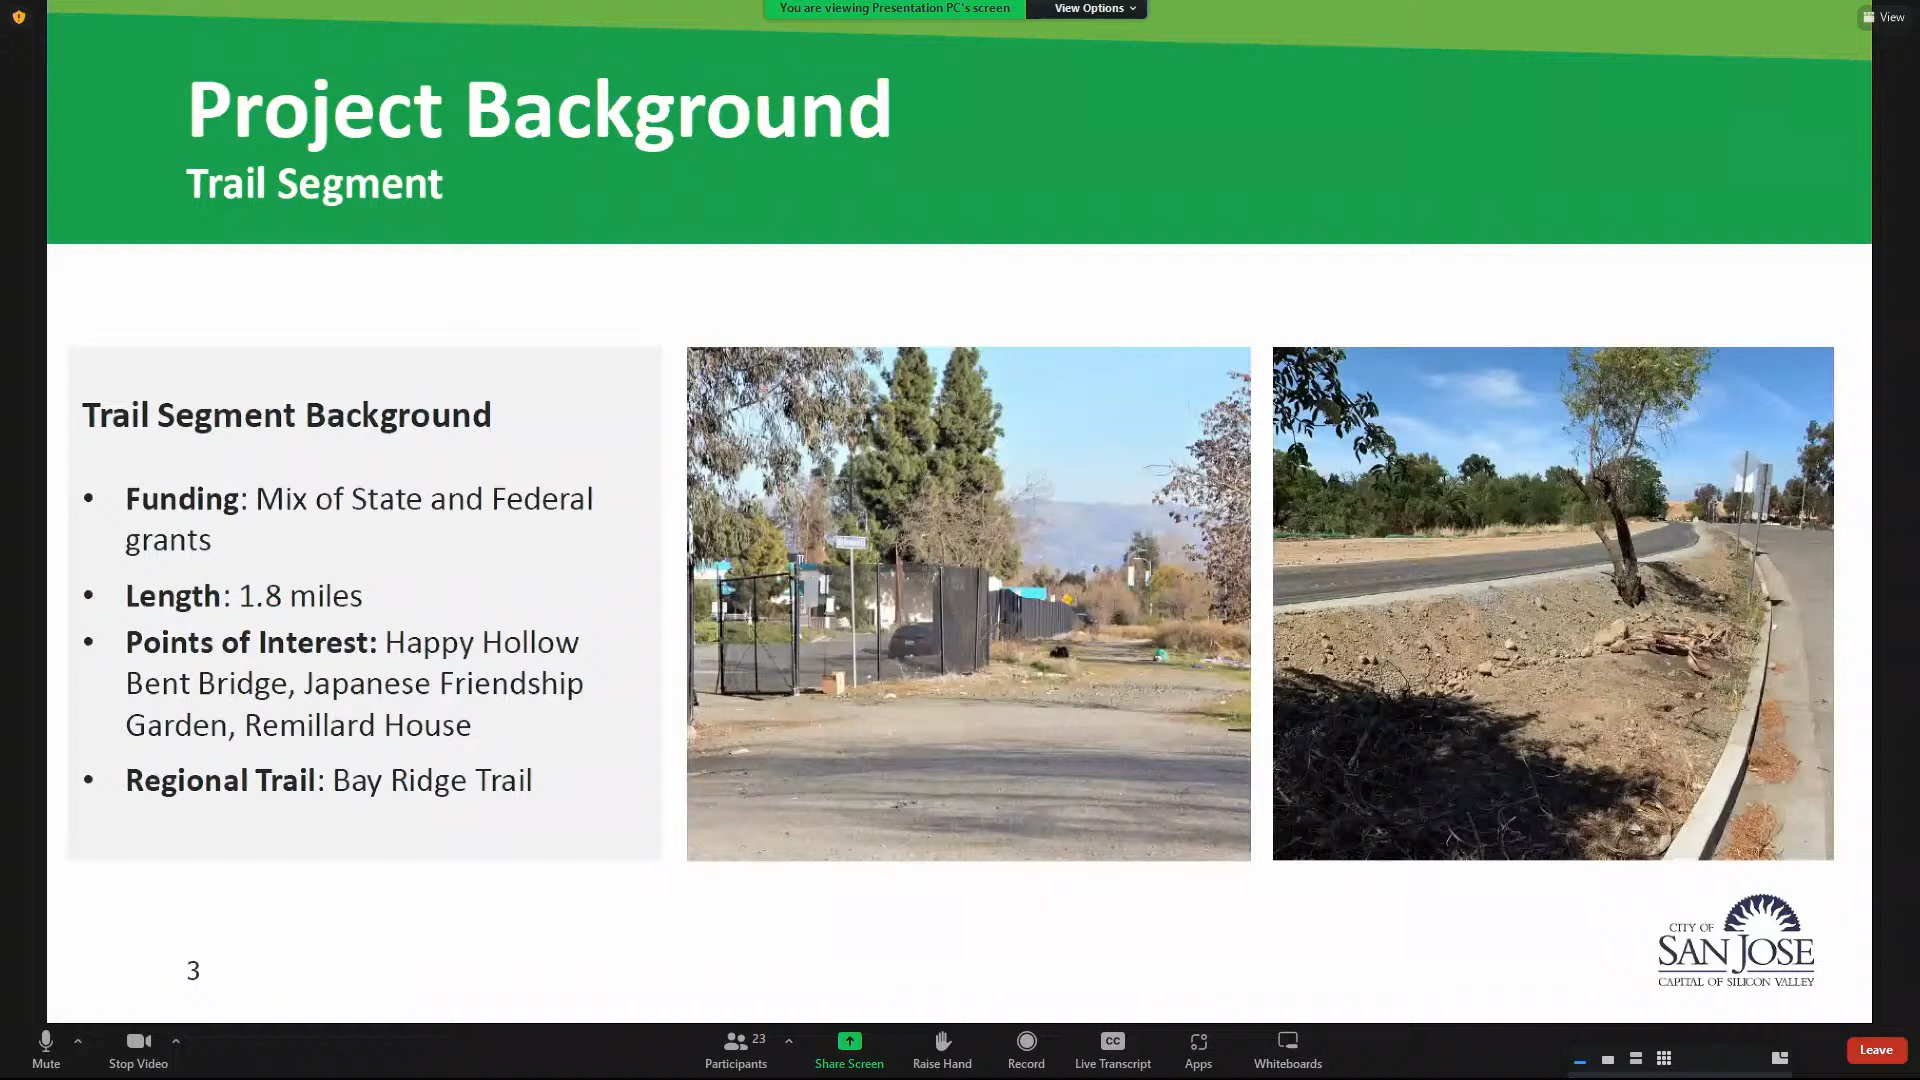 You are viewing Presentation PC's screen
View Options
View
Project Background
Trail Segment
Trail Segment Background
• Funding: Mix of State and Federal
grants
• Length: 1.8 miles
• Points of Interest: Happy Hollow
Bent Bridge, Japanese Friendship
Garden, Remillard House
• Regional Trail: Bay Ridge Trail
CITY OF
SAN JOSE
CAPITAL OF SILICON VALLEY
3
Mute
Stop Video
23
Participants
Share Screen
Raise Hand
Record
CC
Live Transcript
Apps
Whiteboards
Leave